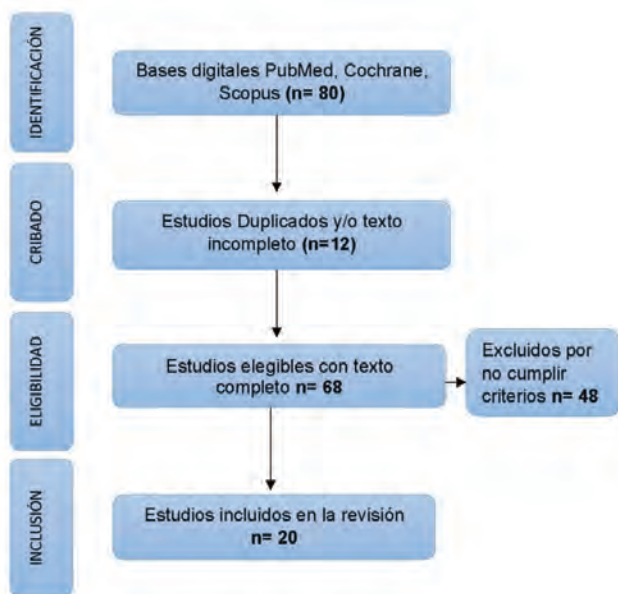 IDENTIFICACIÓN
Bases digitales PubMed, Cochrane,
Scopus (n= 80)
CRIBADO
Estudios Duplicados y/o texto
incompleto (n=12)
ELIGIBILIDAD
Estudios elegibles con texto
completo n= 68
Excluidos por
no cumplir
criterios n= 48
INCLUSIÓN
Estudios incluidos en la revisión
n= 20